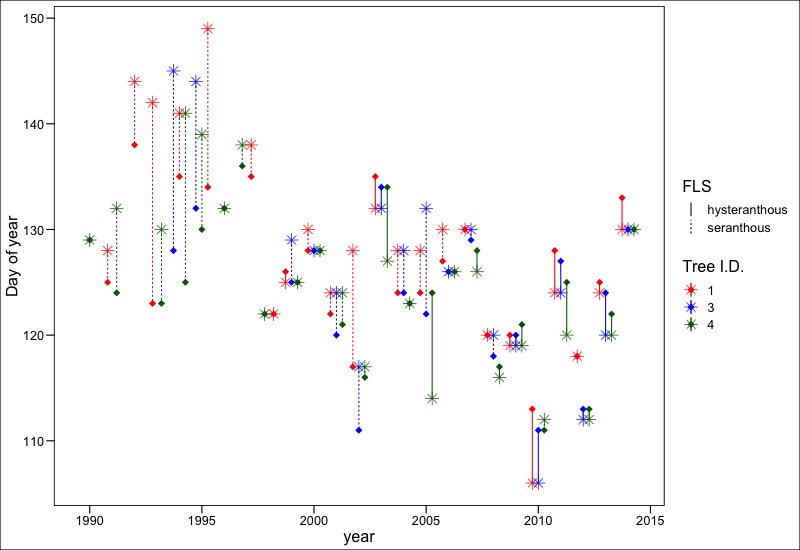 150
140
130
120
110
Day of year
1990
1995
2000
2005
2010
2015
year
FLS
hysteranthous
seranthous
Tree I.D.
1
3
4